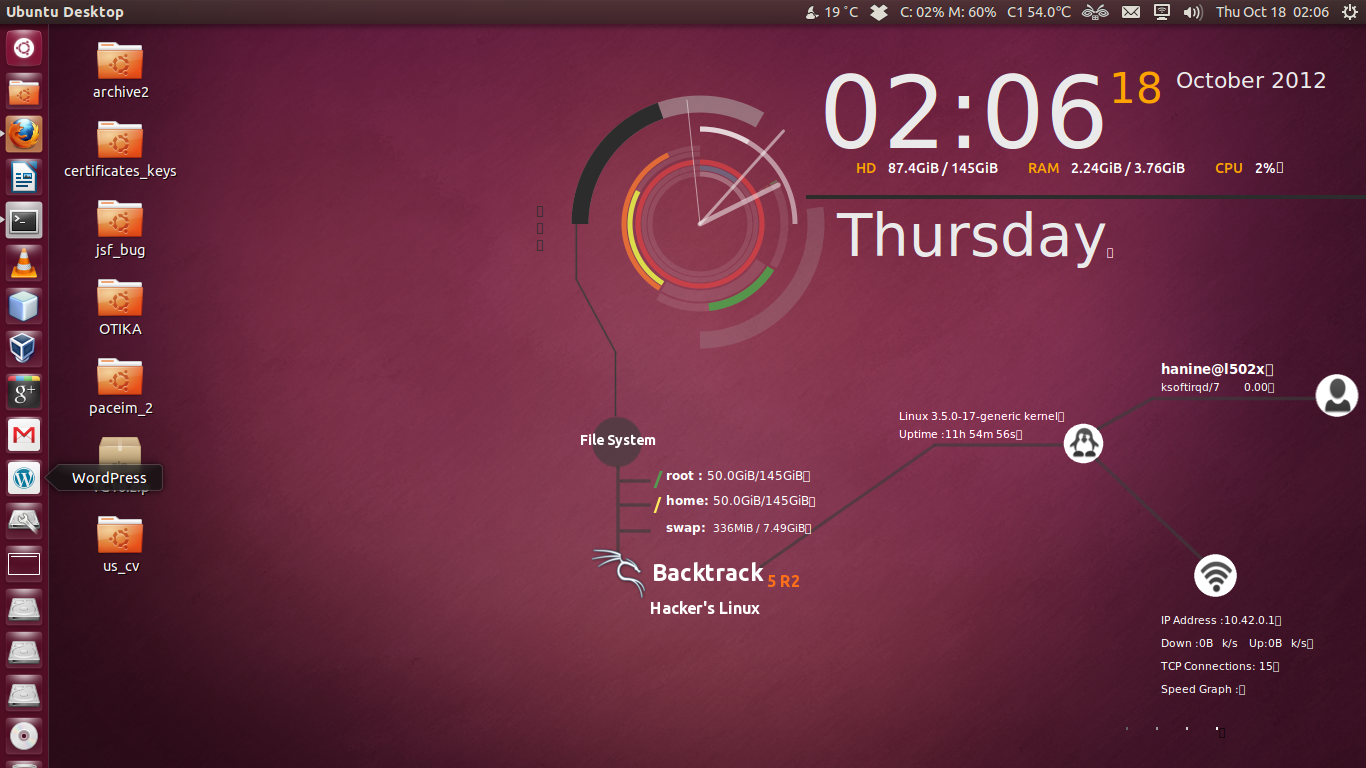 Ubuntu Desktop
19 °C C: 02% M: 60% C1 54.0°C Thu Oct 18 02:06
archive2
certificates_keys
jsf_bug
OTIKA
paceim_2
WordPress
us_cv
02:06 18 October 2012
HD 87.4GiB / 145GiB RAM 2.24GiB / 3.76GiB CPU 2%
Thursday
hanine@l502x
ksoftirqd/7 0.00
Linux 3.5.0-17-generic kernel
Uptime :11h 54m 56s
File System
root : 50.0GiB/145GiB
home: 50.0GiB/145GiB
swap: 336MiB / 7.49GiB
Backtrack 5 R2
Hacker's Linux
IP Address :10.42.0.1
Down :0B k/s Up:0B k/s
TCP Connections: 15
Speed Graph :
g+